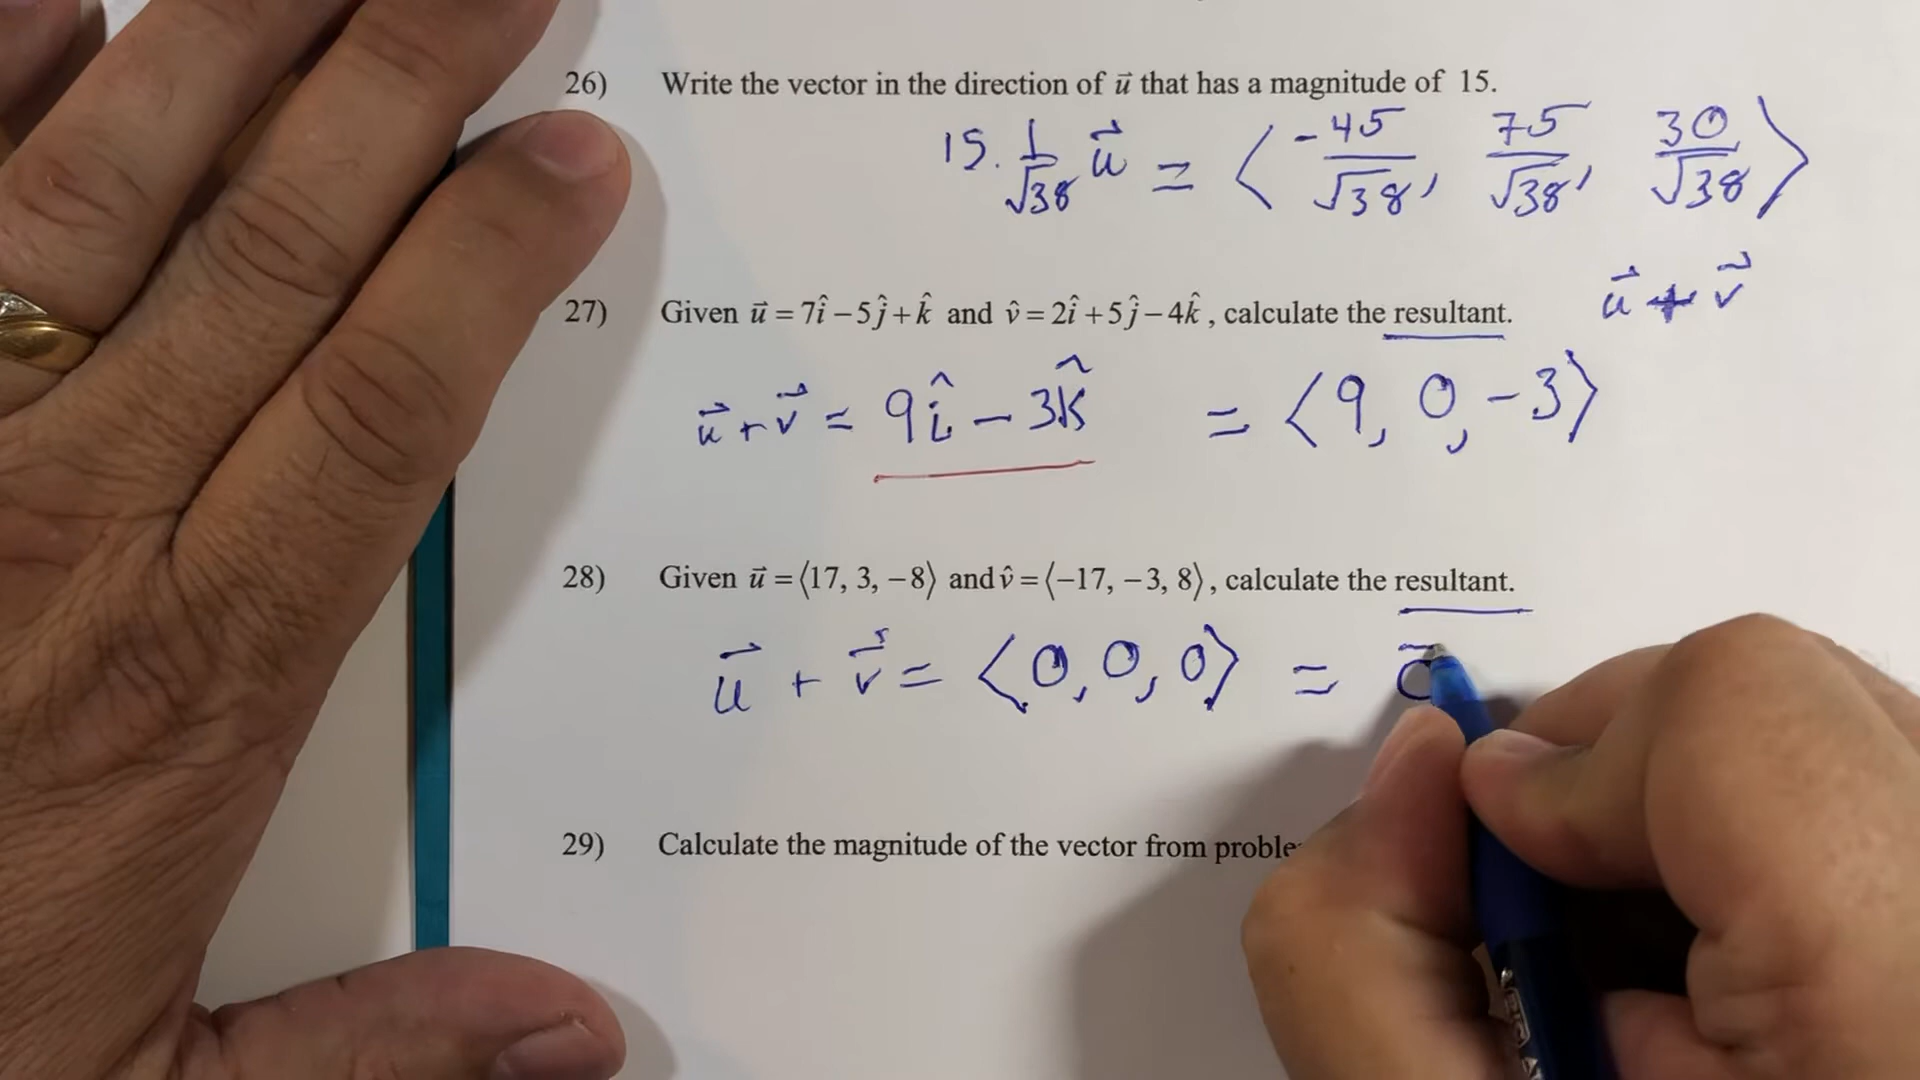 26) Write the vector in the direction of u⃗ that has a magnitude of 15.
15 · 1/√38 u⃗ = ⟨-45/√38, 75/√38, 30/√38⟩
27) Given u⃗ = 7î − 5ĵ + k̂ and v̂ = 2î + 5ĵ − 4k̂, calculate the resultant. u⃗ + v⃗
u⃗ + v⃗ = 9î − 3k̂ = ⟨9, 0, −3⟩
28) Given u⃗ = ⟨17, 3, −8⟩ and v̂ = ⟨−17, −3, 8⟩, calculate the resultant.
u⃗ + v⃗ = ⟨0, 0, 0⟩ =
29) Calculate the magnitude of the vector from
BIC